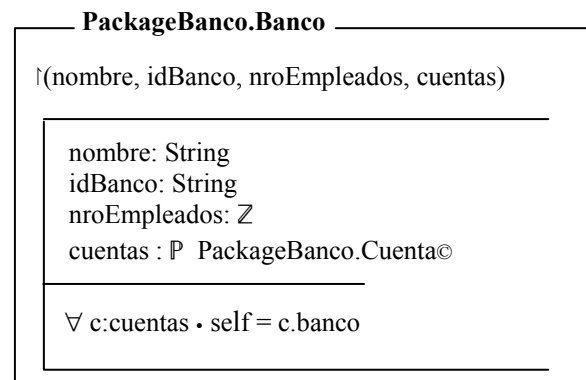 PackageBanco.Banco
↾(nombre, idBanco, nroEmpleados, cuentas)
nombre: String
idBanco: String
nroEmpleados: ℤ
cuentas : ℙ PackageBanco.Cuenta©
∀ c:cuentas • self = c.banco